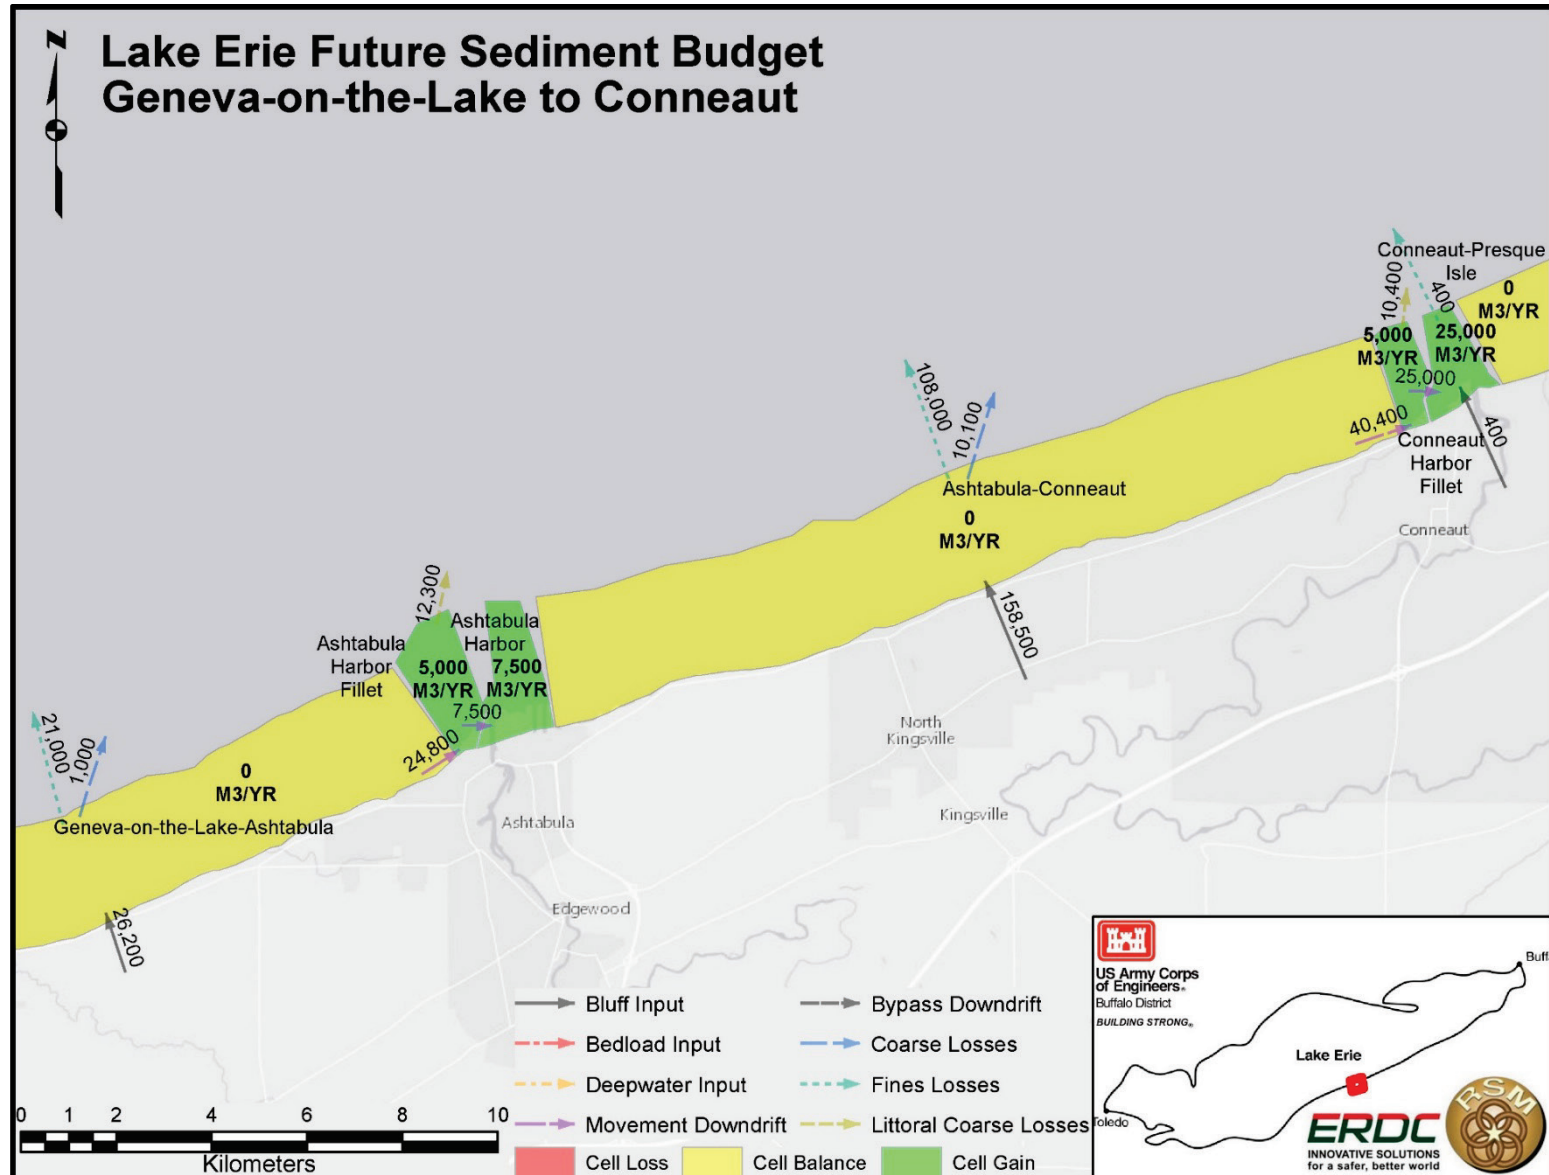 N
Lake Erie Future Sediment Budget
Geneva-on-the-Lake to Conneaut
Conneaut-Presque
Isle
0
M3/YR
10,400
400
5,000
M3/YR
25,000
M3/YR
25,000
40,400
400
Conneaut
Harbor
Fillet
Conneaut
108,000
10,100
Ashtabula-Conneaut
0
M3/YR
158,500
12,300
Ashtabula
Harbor
Fillet
Ashtabula
Harbor
5,000
M3/YR
7,500
M3/YR
7,500
24,800
21,000
1,000
0
M3/YR
Geneva-on-the-Lake-Ashtabula
26,200
North
Kingsville
Kingsville
Ashtabula
Edgewood
Bluff Input
Bedload Input
Deepwater Input
Movement Downdrift
Bypass Downdrift
Coarse Losses
Fines Losses
Littoral Coarse Losses
Cell Loss
Cell Balance
Cell Gain
0 1 2 4 6 8 10
Kilometers
US Army Corps
of Engineers®
Buffalo District
BUILDING STRONG®
Buff
Lake Erie
Toledo
ERDC
INNOVATIVE SOLUTIONS
for a safer, better world
RSM